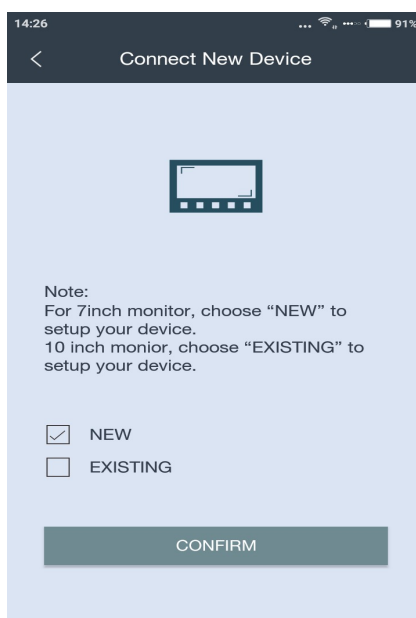 14:26
91%
Connect New Device
Note:
For 7inch monitor, choose “NEW” to
setup your device.
10 inch monior, choose “EXISTING” to
setup your device.
NEW
EXISTING
CONFIRM